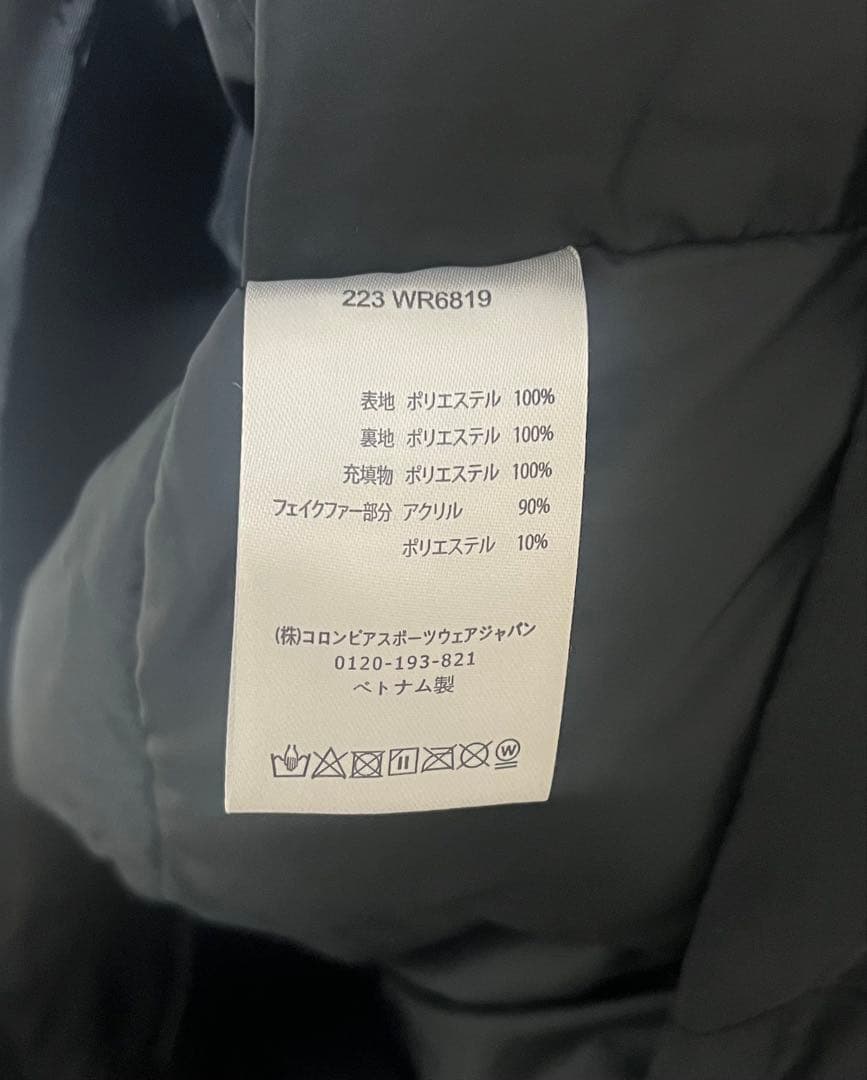 223 WR6819
表地 ポリエステル 100%
裏地 ポリエステル 100%
充填物 ポリエステル 100%
フェイクファー部分 アクリル 90%
ポリエステル 10%
(株)コロンビアスポーツウェアジャパン
0120-193-821
ベトナム製
W